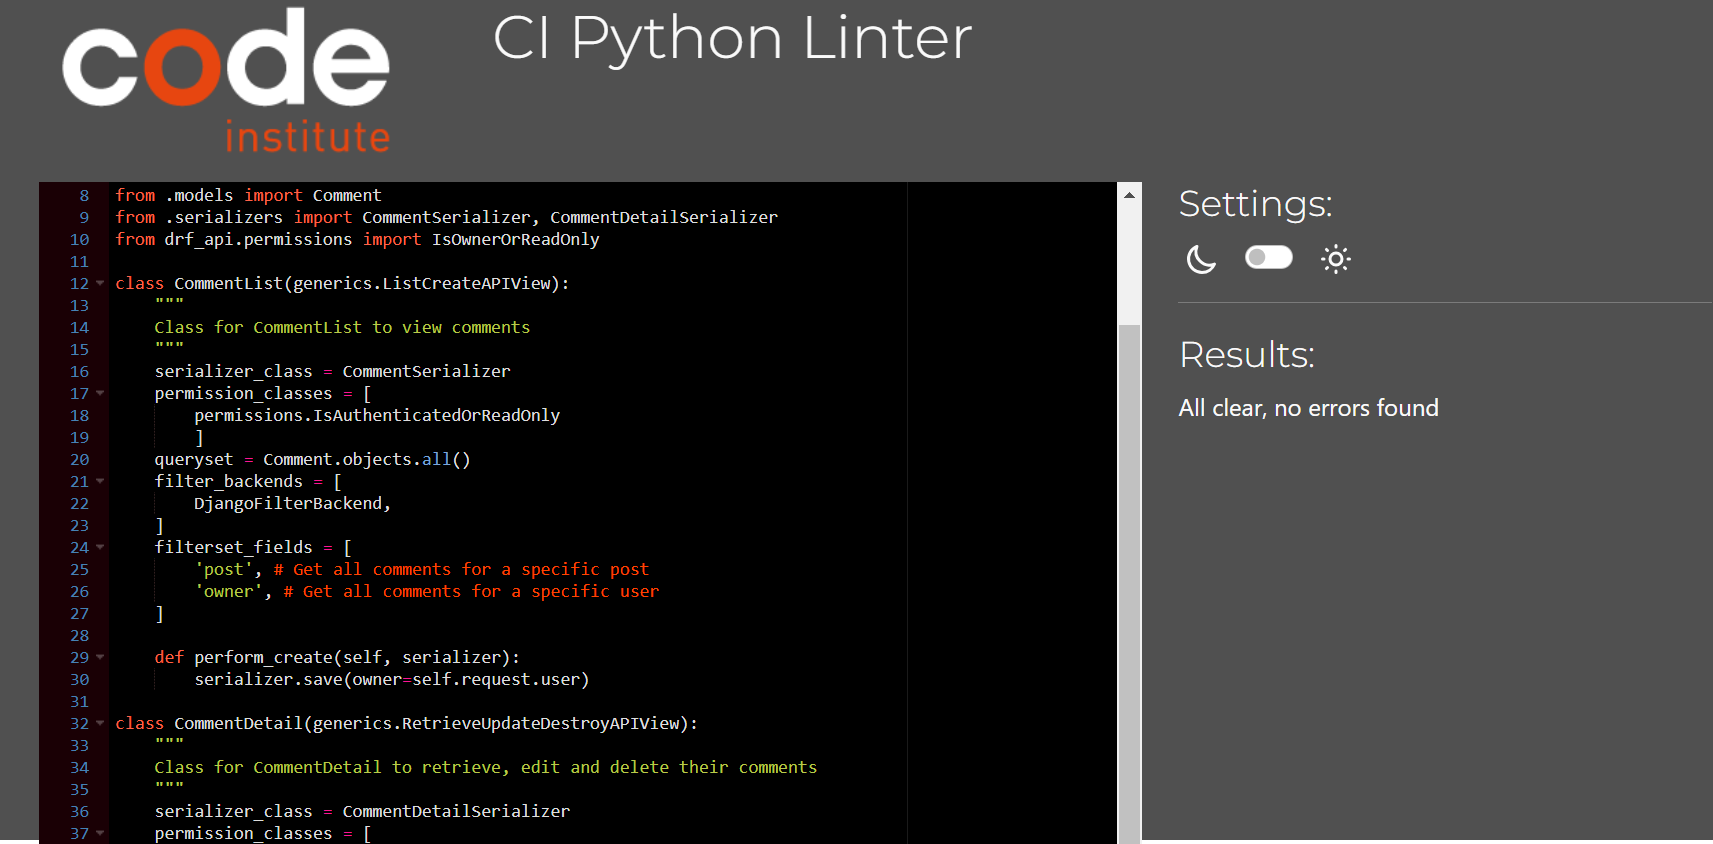 code
institute
CI Python Linter
8 from .models import Comment
9 from .serializers import CommentSerializer, CommentDetailSerializer
10 from drf_api.permissions import IsOwnerOrReadOnly
11
12 class CommentList(generics.ListCreateAPIView):
13     """
14     Class for CommentList to view comments
15     """
16     serializer_class = CommentSerializer
17     permission_classes = [
18         permissions.IsAuthenticatedOrReadOnly
19         ]
20     queryset = Comment.objects.all()
21     filter_backends = [
22         DjangoFilterBackend,
23     ]
24     filterset_fields = [
25         'post', # Get all comments for a specific post
26         'owner', # Get all comments for a specific user
27     ]
28
29     def perform_create(self, serializer):
30         serializer.save(owner=self.request.user)
31
32 class CommentDetail(generics.RetrieveUpdateDestroyAPIView):
33     """
34     Class for CommentDetail to retrieve, edit and delete their comments
35     """
36     serializer_class = CommentDetailSerializer
37     permission_classes = [
Settings:
Results:
All clear, no errors found